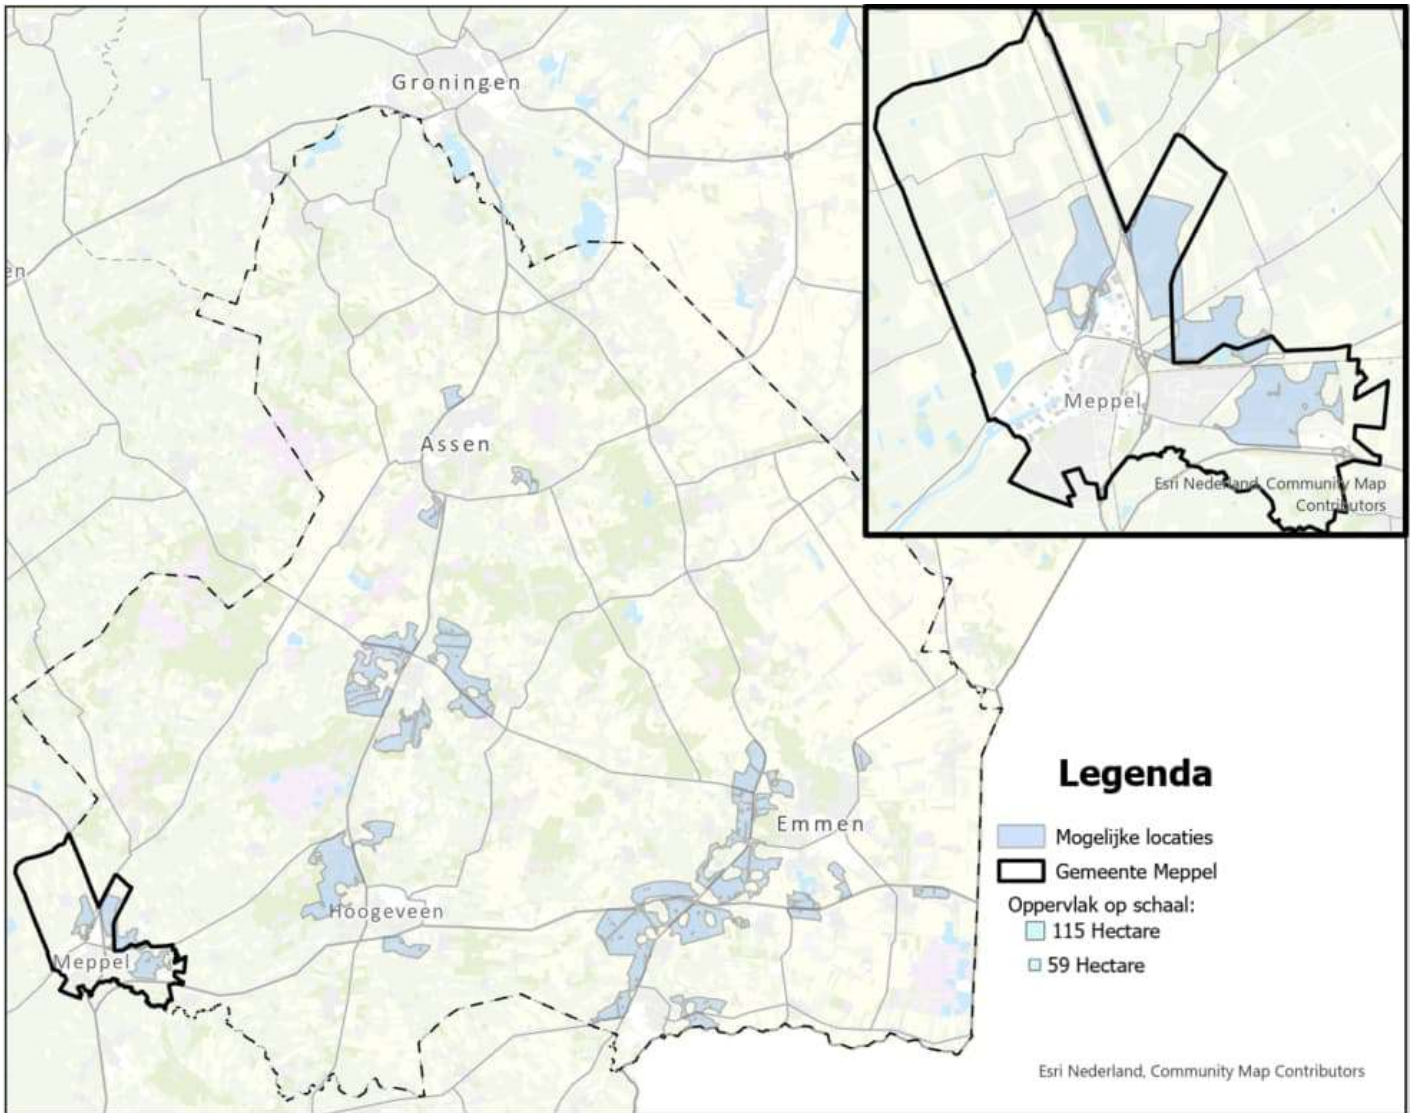 Groningen
en
Assen
Emmen
Hoogeveen
Meppel
Meppel
Esri Nederland, Community Map
Contributors
Legenda
Mogelijke locaties
Gemeente Meppel
Oppervlak op schaal:
115 Hectare
59 Hectare
Esri Nederland, Community Map Contributors